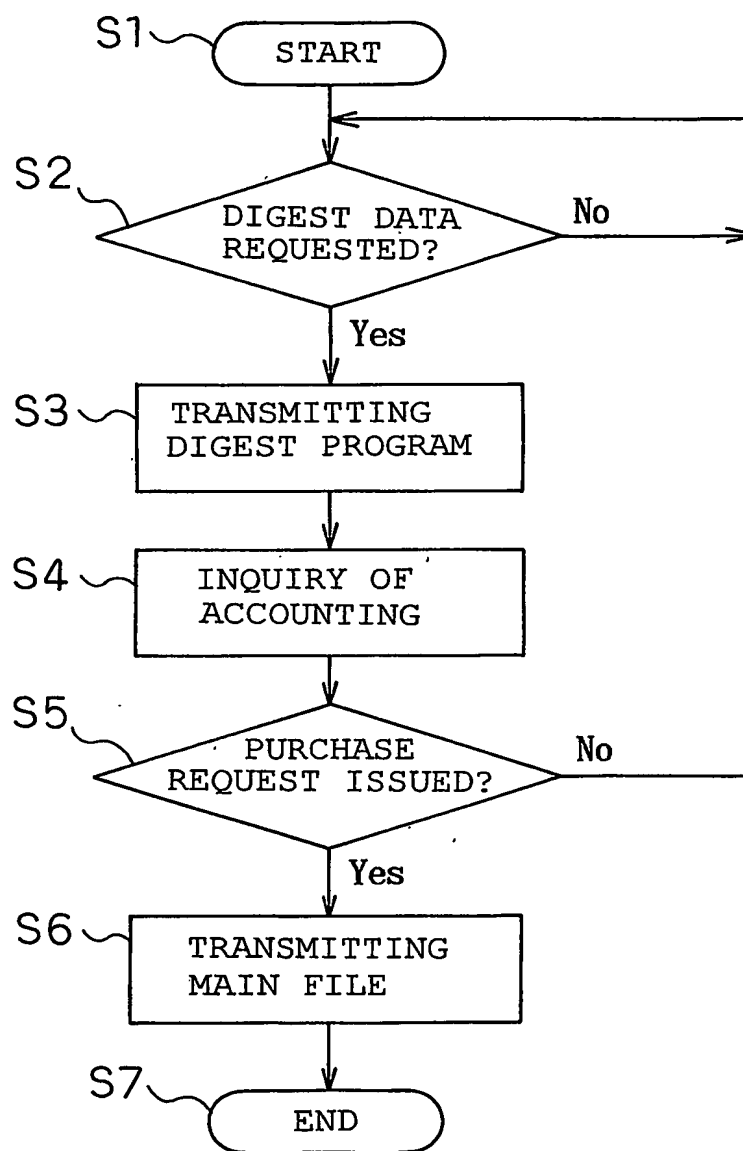 S1
START
S2
DIGEST DATA
REQUESTED?
No
Yes
S3
TRANSMITTING
DIGEST PROGRAM
S4
INQUIRY OF
ACCOUNTING
S5
PURCHASE
REQUEST ISSUED?
No
Yes
S6
TRANSMITTING
MAIN FILE
S7
END